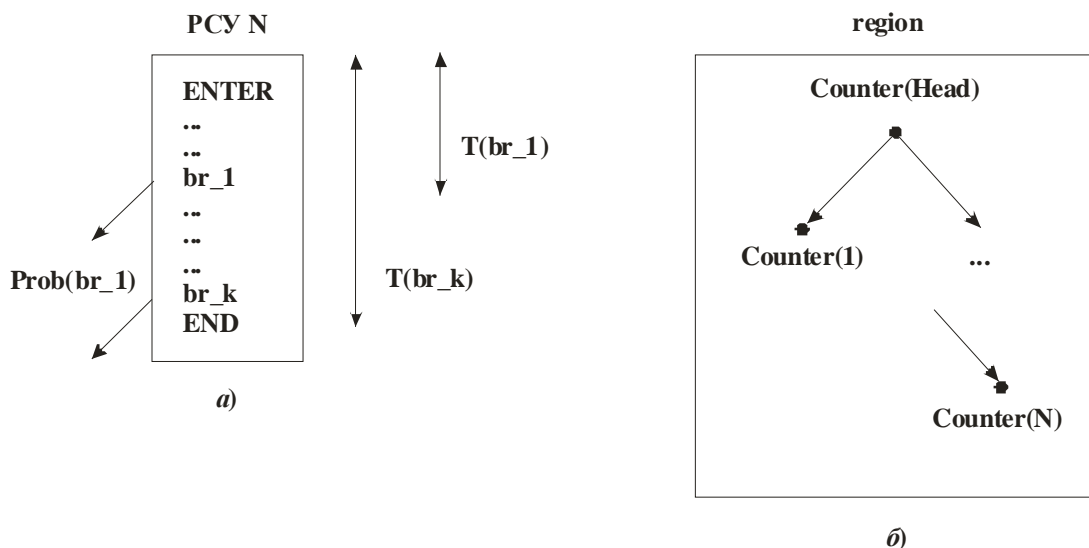 РСУ N
ENTER
...
...
br_1
...
...
...
br_k
END
Prob(br_1)
T(br_1)
T(br_k)
а)
region
Counter(Head)
Counter(1)
...
Counter(N)
б)